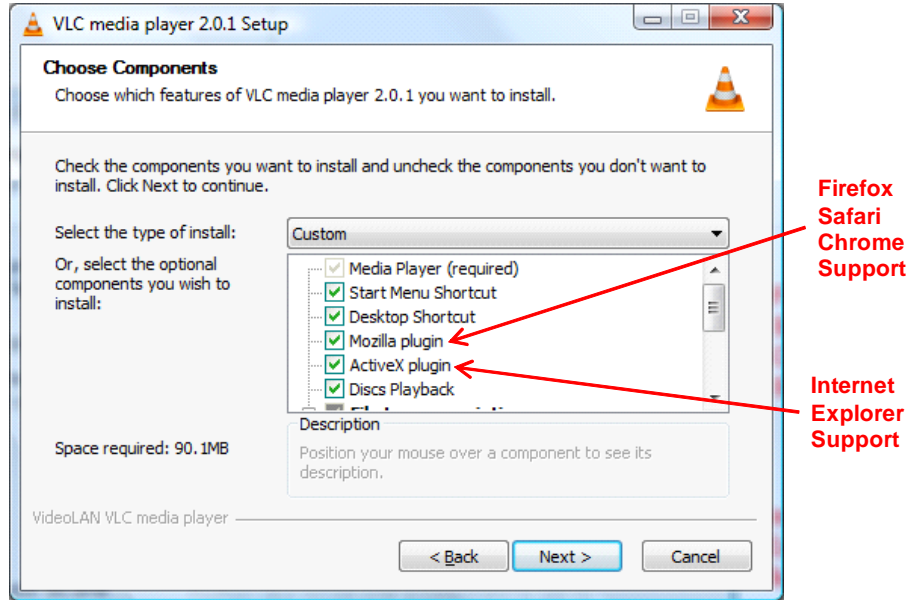 VLC media player 2.0.1 Setup
Choose Components
Choose which features of VLC media player 2.0.1 you want to install.
Check the components you want to install and uncheck the components you don't want to
install. Click Next to continue.
Select the type of install:
Custom
Or, select the optional
components you wish to
install:
Media Player (required)
Start Menu Shortcut
Desktop Shortcut
Mozilla plugin
ActiveX plugin
Discs Playback
Space required: 90.1MB
Description
Position your mouse over a component to see its
description.
VideoLAN VLC media player
< Back
Next >
Cancel
Firefox
Safari
Chrome
Support
Internet
Explorer
Support